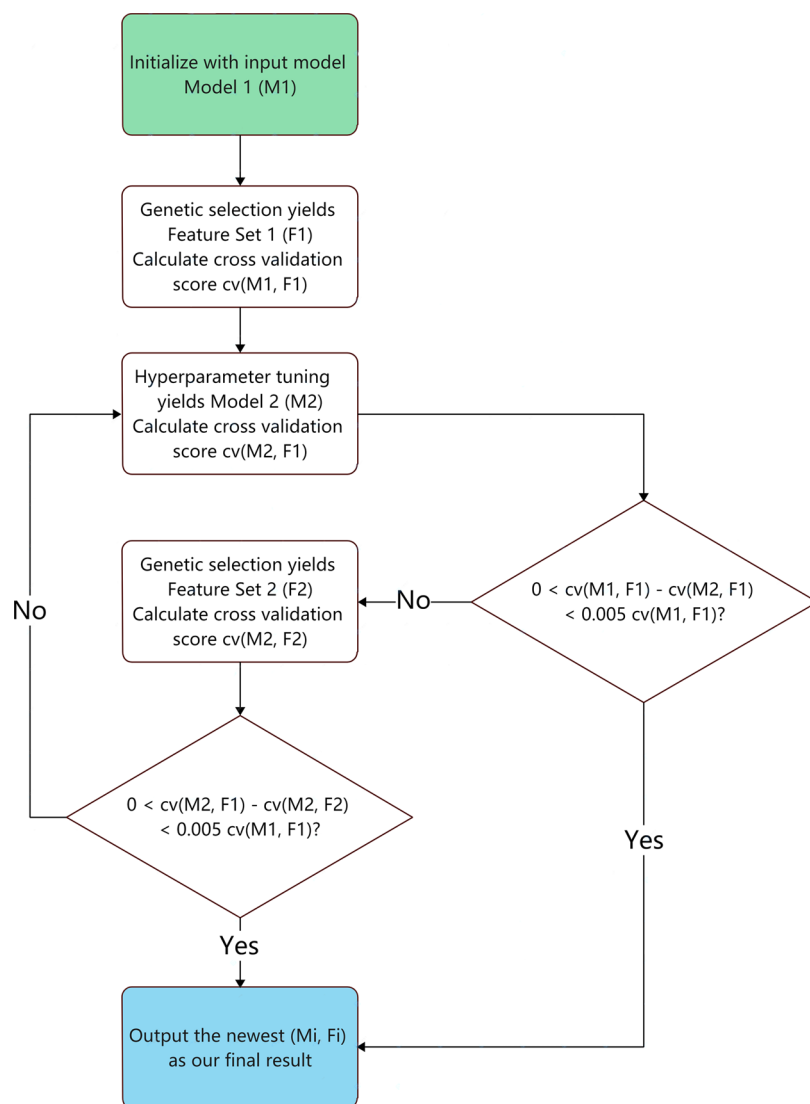 Initialize with input model
Model 1 (M1)
Genetic selection yields
Feature Set 1 (F1)
Calculate cross validation
score cv(M1, F1)
Hyperparameter tuning
yields Model 2 (M2)
Calculate cross validation
score cv(M2, F1)
0 < cv(M1, F1) - cv(M2, F1)
< 0.005 cv(M1, F1)?
No
Genetic selection yields
Feature Set 2 (F2)
Calculate cross validation
score cv(M2, F2)
No
0 < cv(M2, F1) - cv(M2, F2)
< 0.005 cv(M1, F1)?
Yes
Yes
Output the newest (Mi, Fi)
as our final result